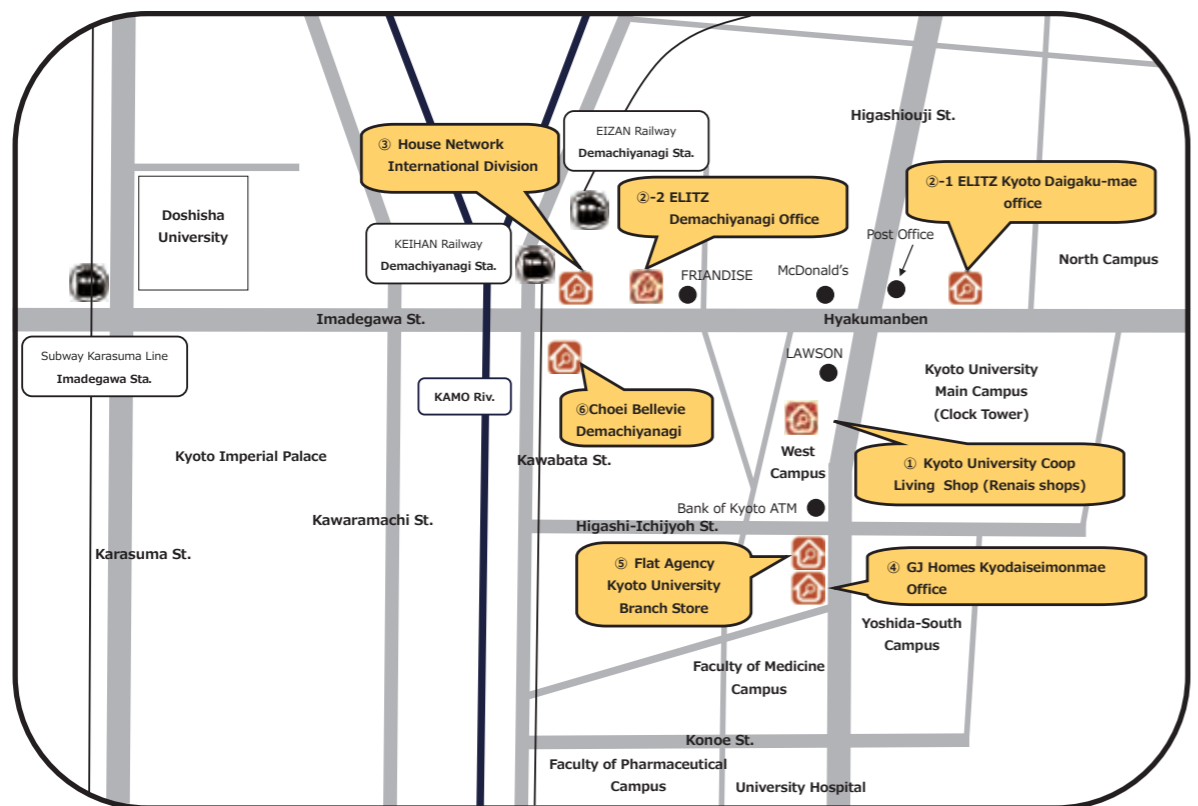 Higashiouji St.
EIZAN Railway
Demachiyanagi Sta.
③ House Network
International Division
②-1 ELITZ Kyoto Daigaku-mae
office
②-2 ELITZ
Demachiyanagi Office
Doshisha
University
KEIHAN Railway
Demachiyanagi Sta.
Post Office
North Campus
FRIANDISE
McDonald's
Imadegawa St.
Hyakumanben
Subway Karasuma Line
Imadegawa Sta.
LAWSON
Kyoto University
Main Campus
(Clock Tower)
KAMO Riv.
⑥Choei Bellevie
Demachiyanagi
Kyoto Imperial Palace
Kawabata St.
West
Campus
① Kyoto University Coop
Living Shop (Renais shops)
Bank of Kyoto ATM
Kawaramachi St.
Higashi-Ichijyoh St.
Karasuma St.
⑤ Flat Agency
Kyoto University
Branch Store
④ GJ Homes Kyodaiseimonmae
Office
Yoshida-South
Campus
Faculty of Medicine
Campus
Konoe St.
Faculty of Pharmaceutical
Campus
University Hospital